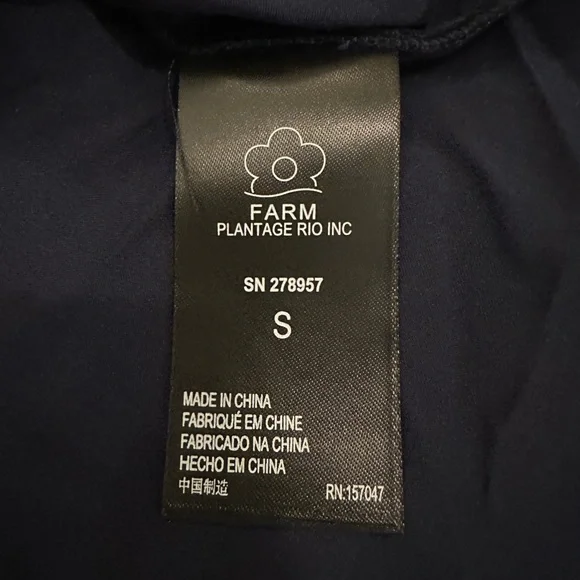 FARM
PLANTAGE RIO INC
SN 278957
S
MADE IN CHINA
FABRIQUÉ EM CHINE
FABRICADO NA CHINA
HECHO EM CHINA
中国制造
RN:157047